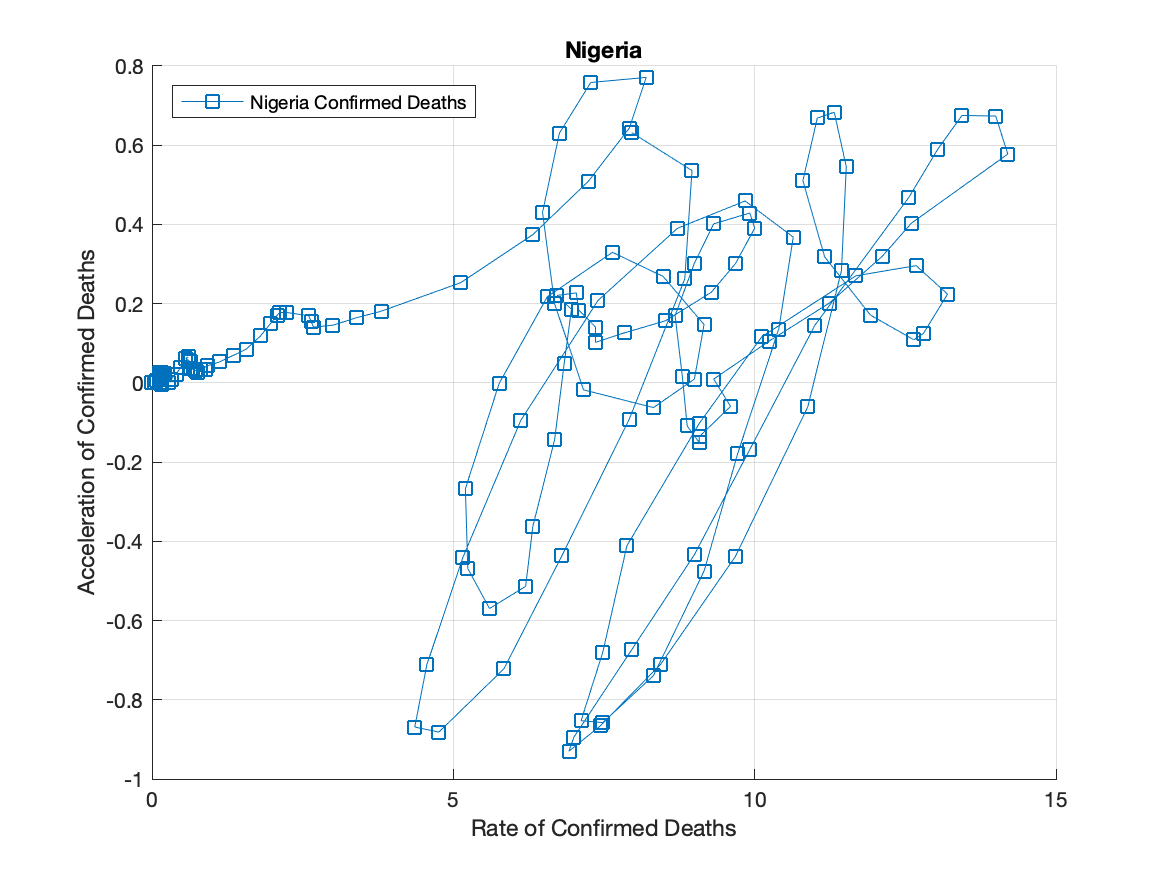 Nigeria
Nigeria Confirmed Deaths
0.8
0.6
0.4
0.2
0
-0.2
-0.4
-0.6
-0.8
-1
Acceleration of Confirmed Deaths
0 5 10 15
Rate of Confirmed Deaths